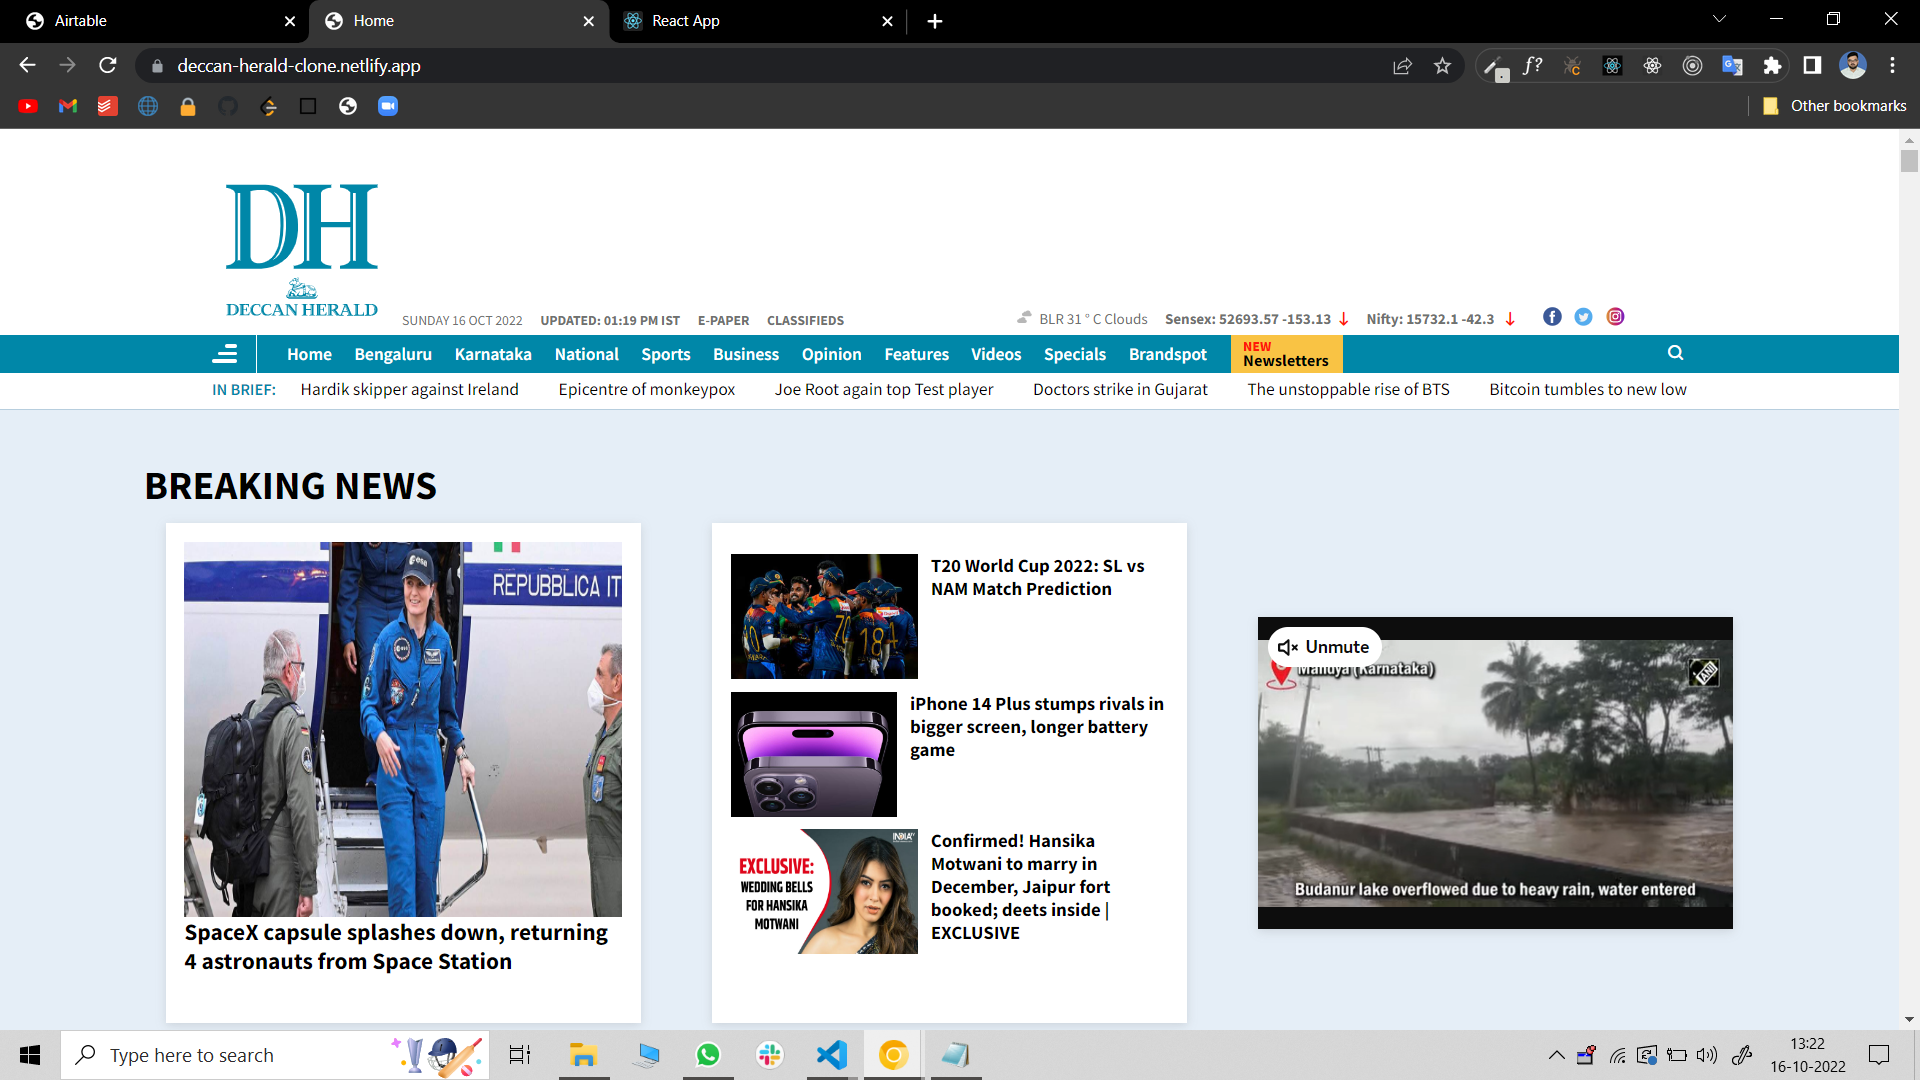 Airtable
Home
React App
deccan-herald-clone.netlify.app
f?
Other bookmarks
DH
DECCAN HERALD
SUNDAY 16 OCT 2022
UPDATED: 01:19 PM IST
E-PAPER
CLASSIFIEDS
BLR 31 ° C Clouds
Sensex: 52693.57 -153.13
Nifty: 15732.1 -42.3
Home
Bengaluru
Karnataka
National
Sports
Business
Opinion
Features
Videos
Specials
Brandspot
NEW
Newsletters
IN BRIEF:
Hardik skipper against Ireland
Epicentre of monkeypox
Joe Root again top Test player
Doctors strike in Gujarat
The unstoppable rise of BTS
Bitcoin tumbles to new low
BREAKING NEWS
esa
REPUBBLICA IT
SpaceX capsule splashes down, returning
4 astronauts from Space Station
T20 World Cup 2022: SL vs
NAM Match Prediction
iPhone 14 Plus stumps rivals in
bigger screen, longer battery
game
INDIA TV
EXCLUSIVE:
WEDDING BELLS
FOR HANSIKA
MOTWANI
Confirmed! Hansika
Motwani to marry in
December, Jaipur fort
booked; deets inside |
EXCLUSIVE
Unmute
Mandya (Karnataka)
ANI
Budanur lake overflowed due to heavy rain, water entered
Type here to search
13:22
16-10-2022